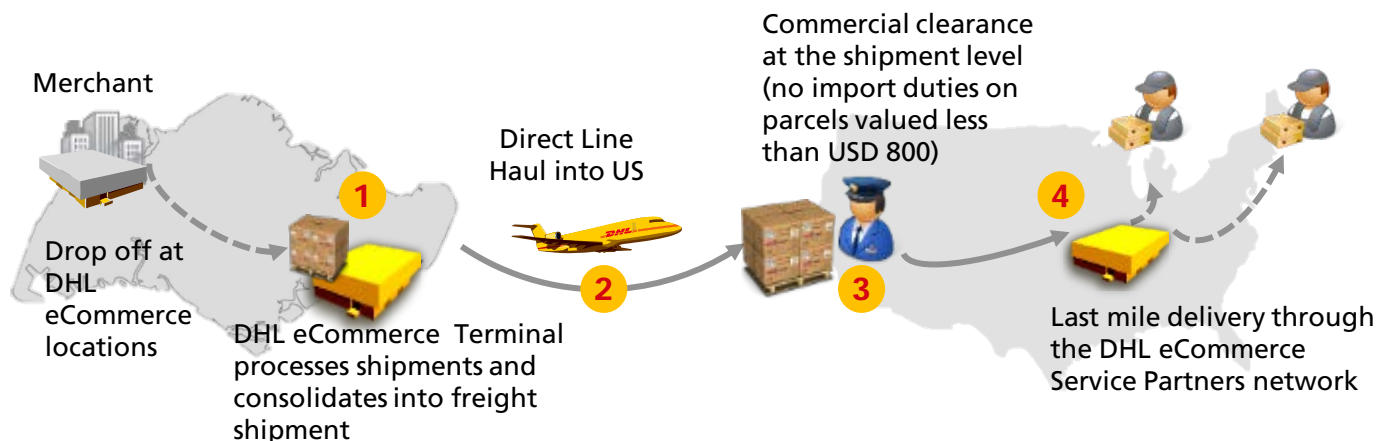 Merchant
Drop off at
DHL
eCommerce
locations
1
DHL eCommerce Terminal
processes shipments and
consolidates into freight
shipment
Direct Line
Haul into US
DHL
2
Commercial clearance
at the shipment level
(no import duties on
parcels valued less
than USD 800)
3
4
Last mile delivery through
the DHL eCommerce
Service Partners network